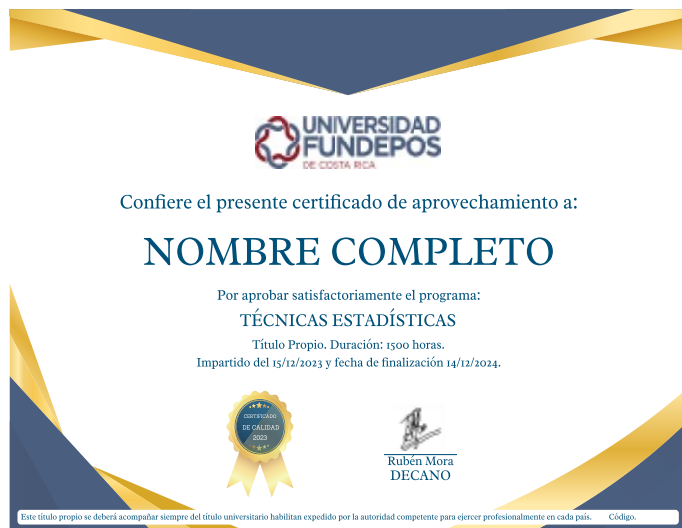 UNIVERSIDAD
FUNDEPOS
DE COSTA RICA
Confiere el presente certificado de aprovechamiento a:
NOMBRE COMPLETO
Por aprobar satisfactoriamente el programa:
TÉCNICAS ESTADÍSTICAS
Título Propio. Duración: 1500 horas.
Impartido del 15/12/2023 y fecha de finalización 14/12/2024.
CERTIFICADO
DE CALIDAD
2023
Rubén Mora
DECANO
Este título propio se deberá acompañar siempre del título universitario habilitan expedido por la autoridad competente para ejercer profesionalmente en cada país. Código.